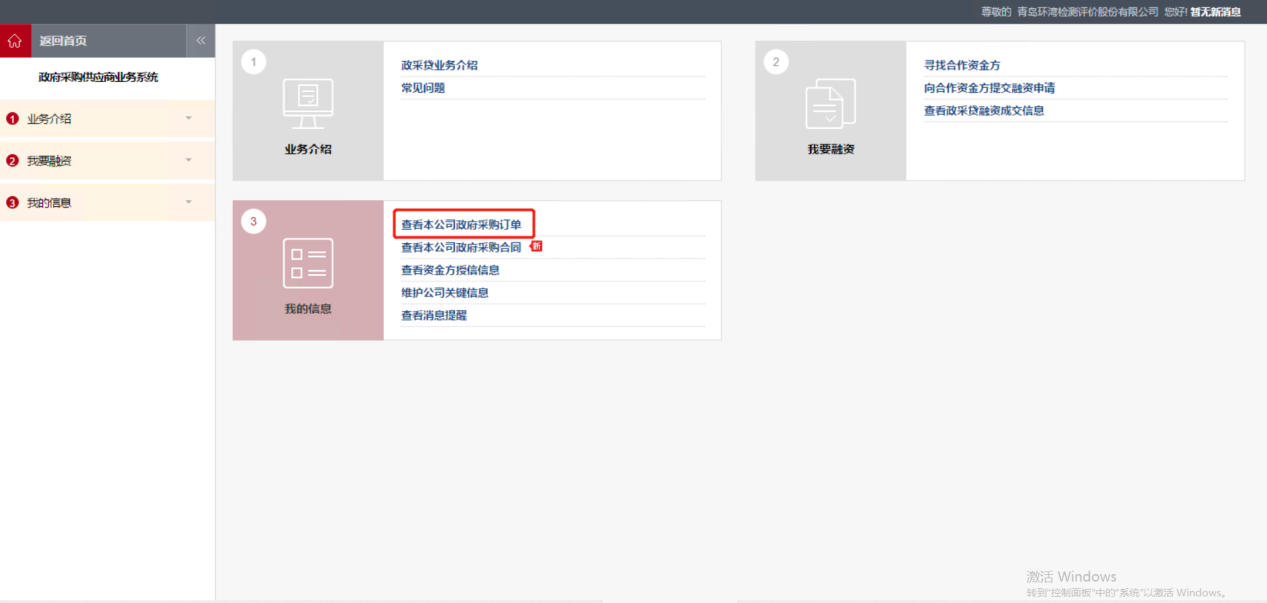 尊敬的 青岛环湾检测评价股份有限公司 您好! 暂无新消息
返回首页 «
政府采购供应商业务系统
1 业务介绍
2 我要融资
3 我的信息
1
业务介绍
政采贷业务介绍
常见问题
2
我要融资
寻找合作资金方
向合作资金方提交融资申请
查看政采贷融资成交信息
3
我的信息
查看本公司政府采购订单
查看本公司政府采购合同 新
查看资金方授信信息
维护公司关键信息
查看消息提醒
激活 Windows
转到"控制面板"中的"系统"以激活 Windows。